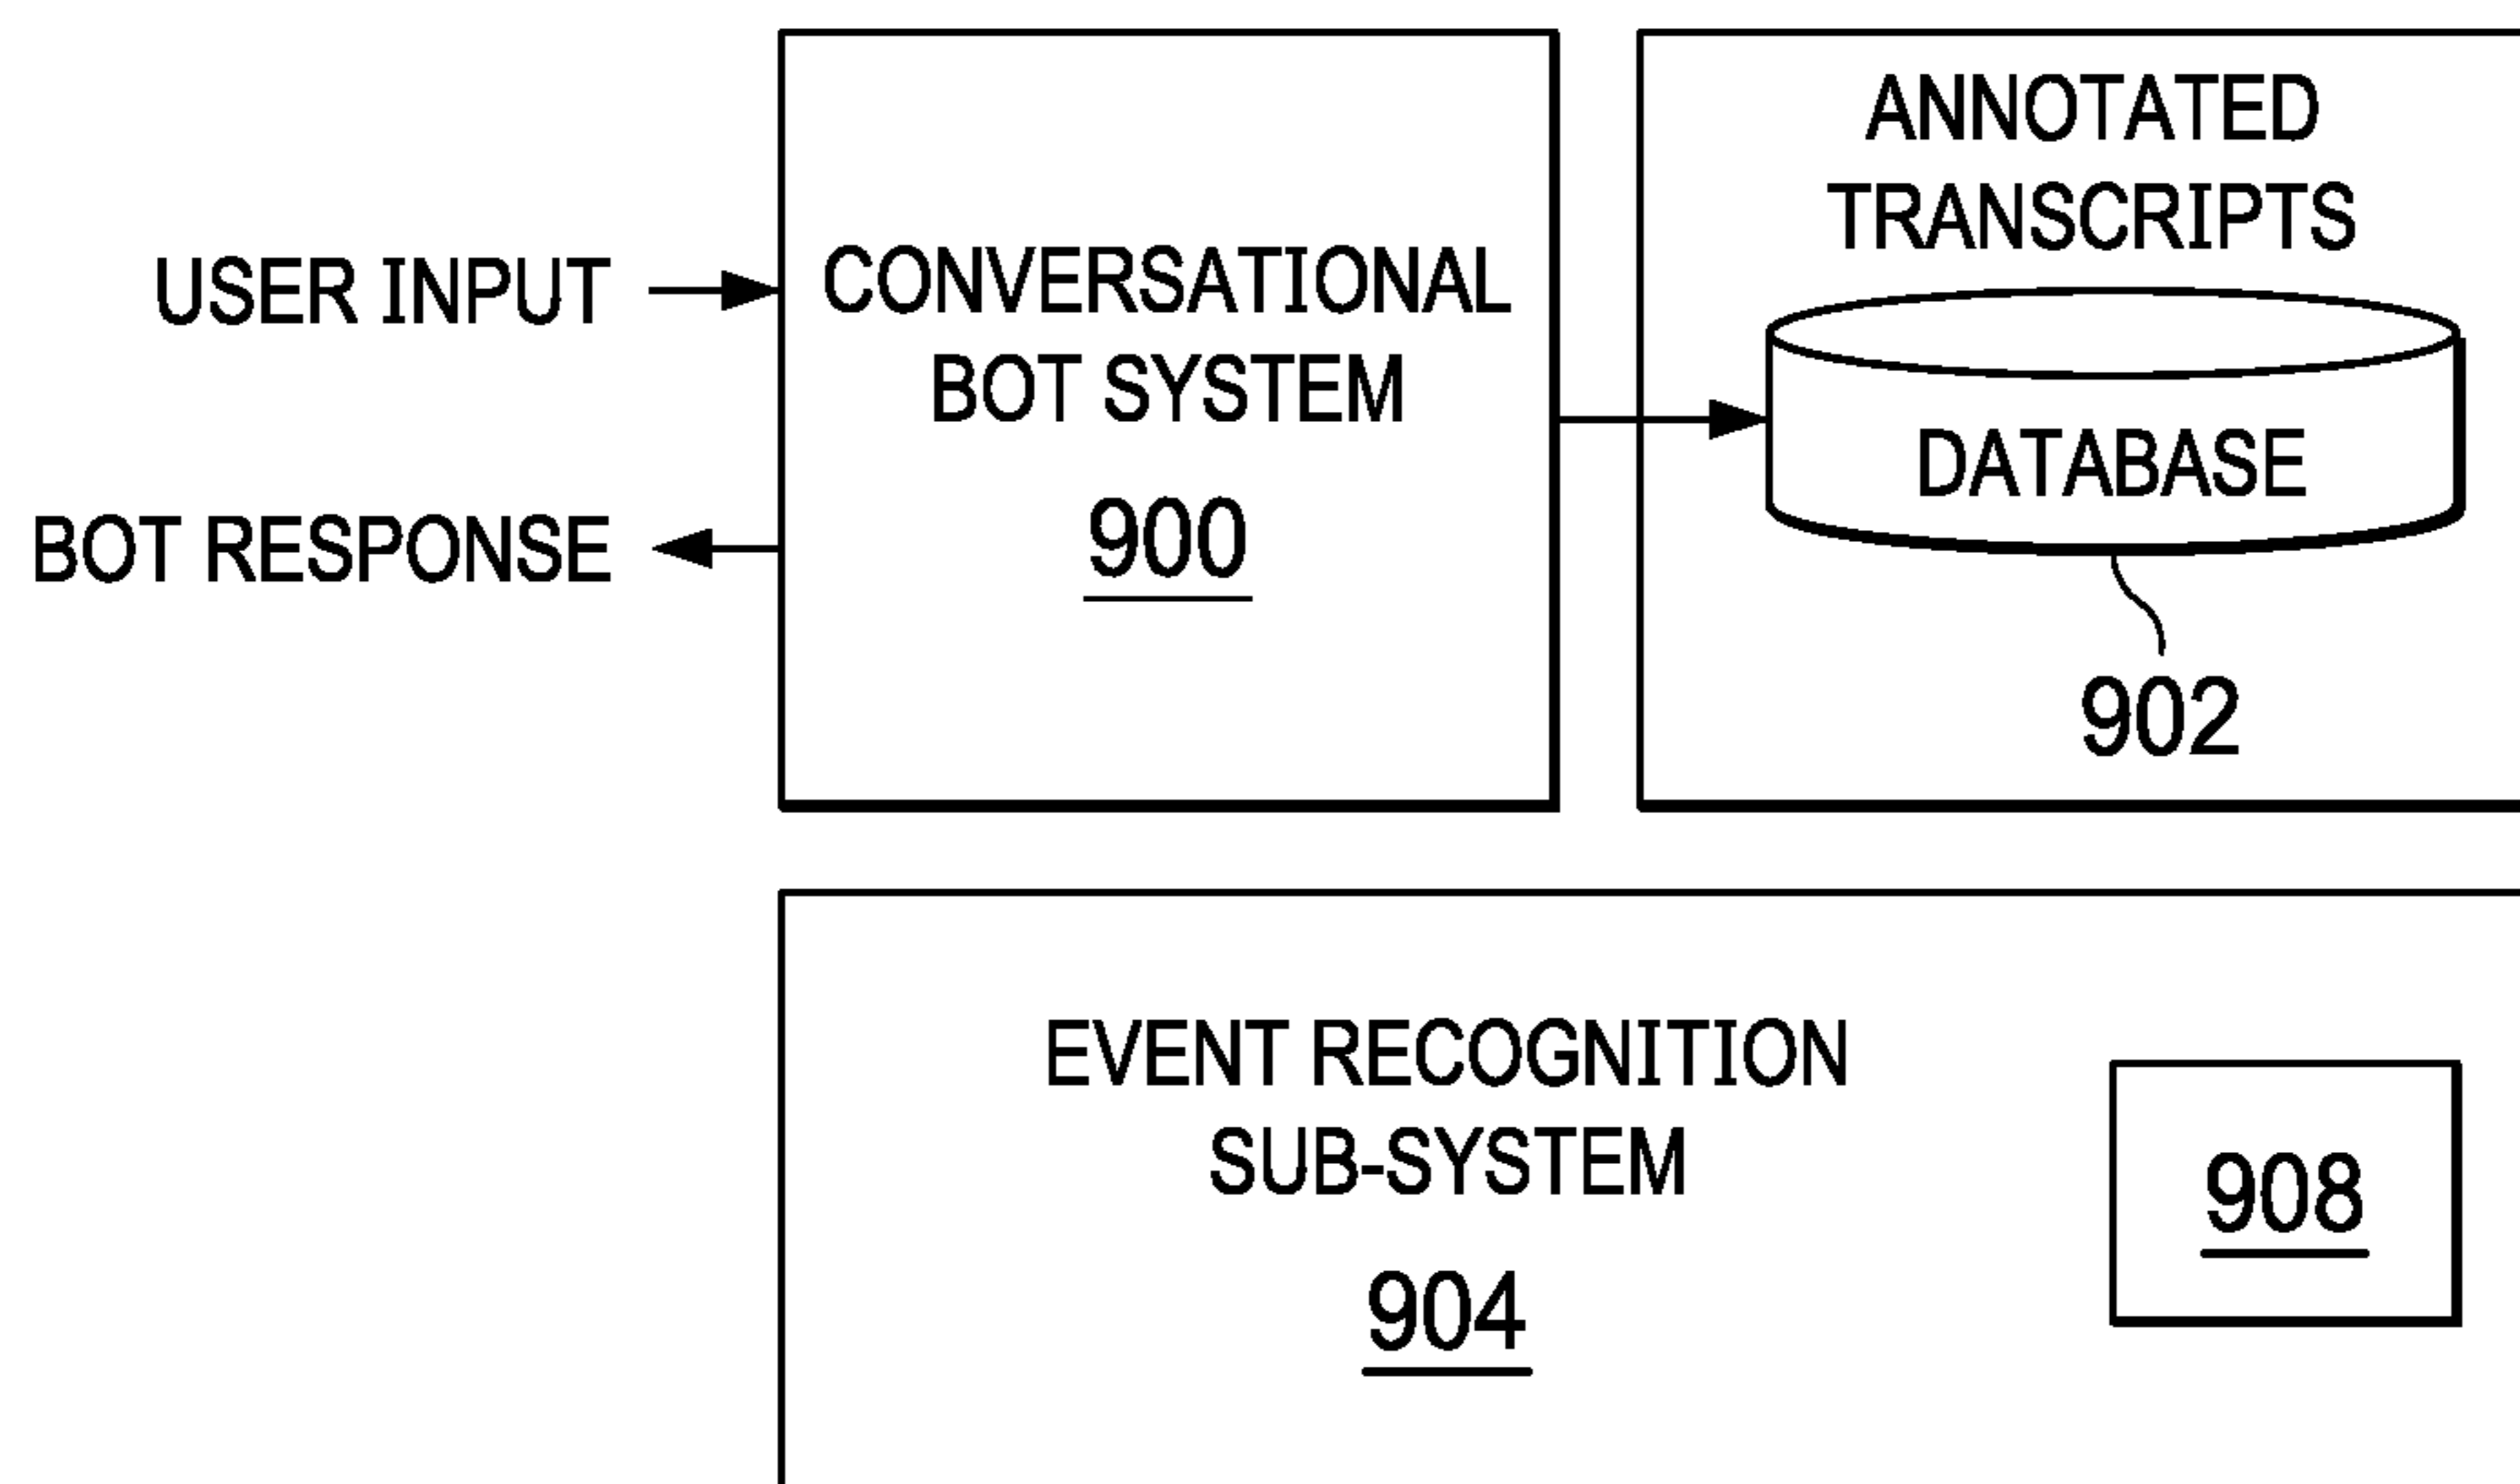 USER INPUT
BOT RESPONSE
CONVERSATIONAL
BOT SYSTEM
900
ANNOTATED
TRANSCRIPTS
DATABASE
902
EVENT RECOGNITION
SUB-SYSTEM
904
908